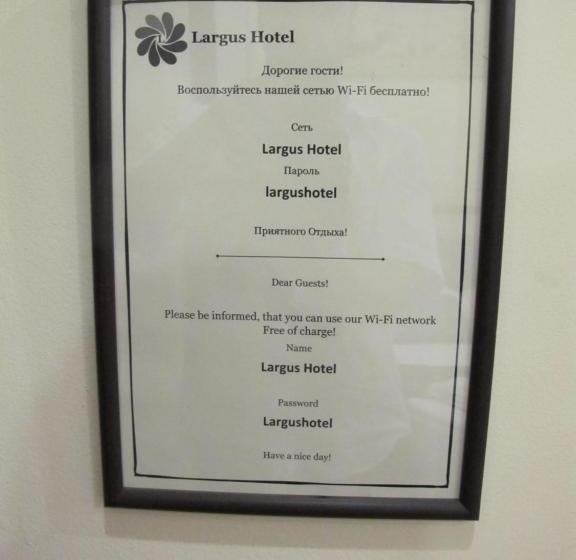 Largus Hotel
Дорогие гости!
Воспользуйтесь нашей сетью Wi-Fi бесплатно!
Сеть
Largus Hotel
Пароль
largushotel
Приятного Отдыха!
Dear Guests!
Please be informed, that you can use our Wi-Fi network
Free of charge!
Name
Largus Hotel
Password
Largushotel
Have a nice day!